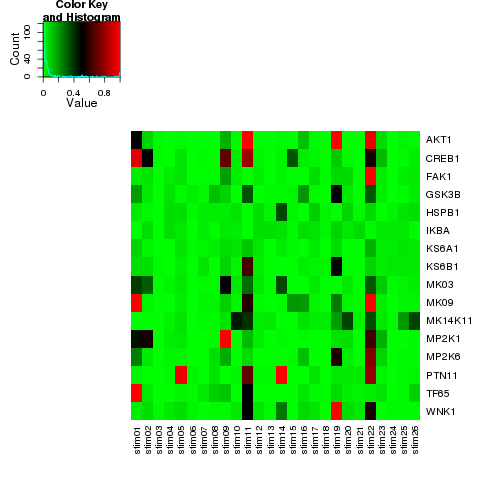 Color Key
and Histogram
Count
0 40 100
0 0.4 0.8
Value
AKT1
CREB1
FAK1
GSK3B
HSPB1
IKBA
KS6A1
KS6B1
MK03
MK09
MK14K11
MP2K1
MP2K6
PTN11
TF65
WNK1
stim01
stim02
stim03
stim04
stim05
stim06
stim07
stim08
stim09
stim10
stim11
stim12
stim13
stim14
stim15
stim16
stim17
stim18
stim19
stim20
stim21
stim22
stim23
stim24
stim25
stim26